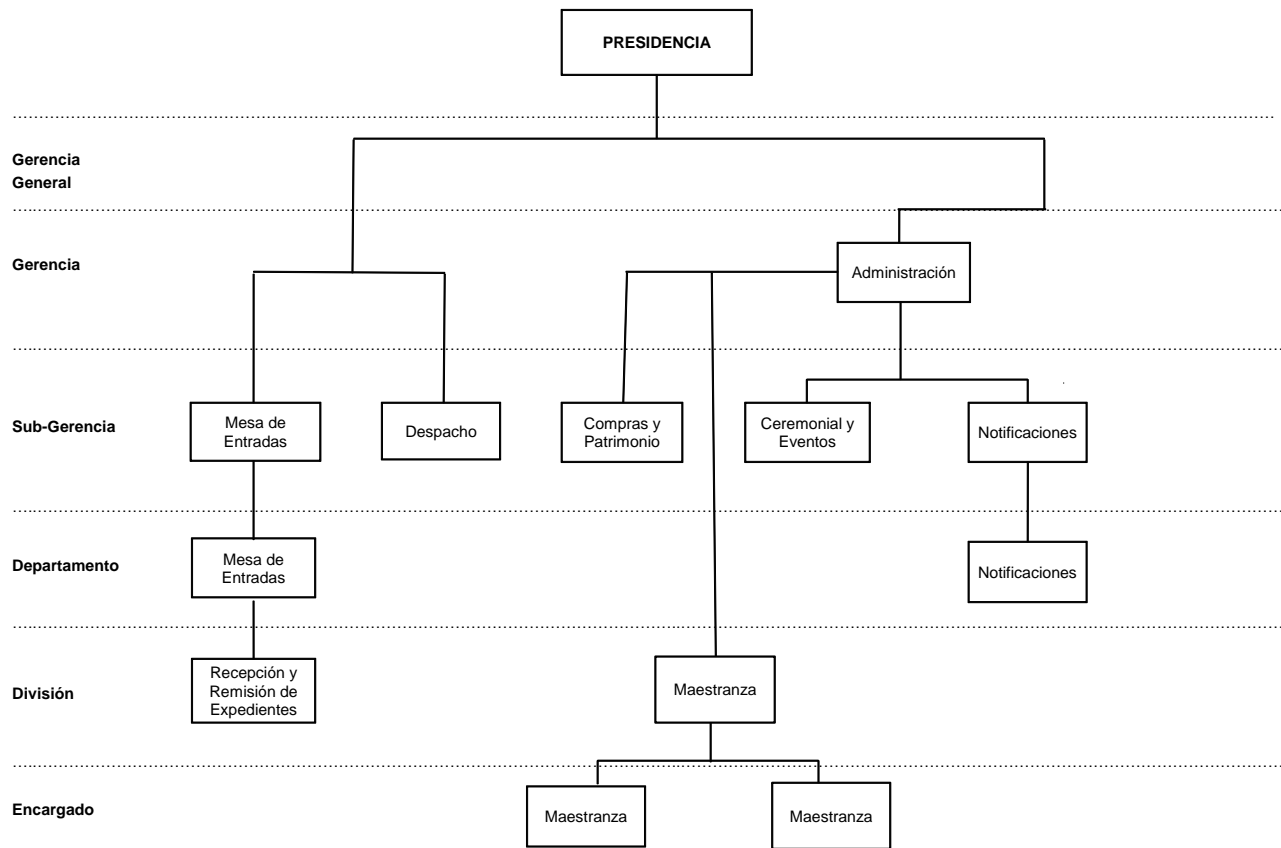 PRESIDENCIA
Gerencia
General
Gerencia
Administración
Sub-Gerencia
Mesa de
Entradas
Despacho
Compras y
Patrimonio
Ceremonial y
Eventos
Notificaciones
Departamento
Mesa de
Entradas
Notificaciones
División
Recepción y
Remisión de
Expedientes
Maestranza
Encargado
Maestranza
Maestranza